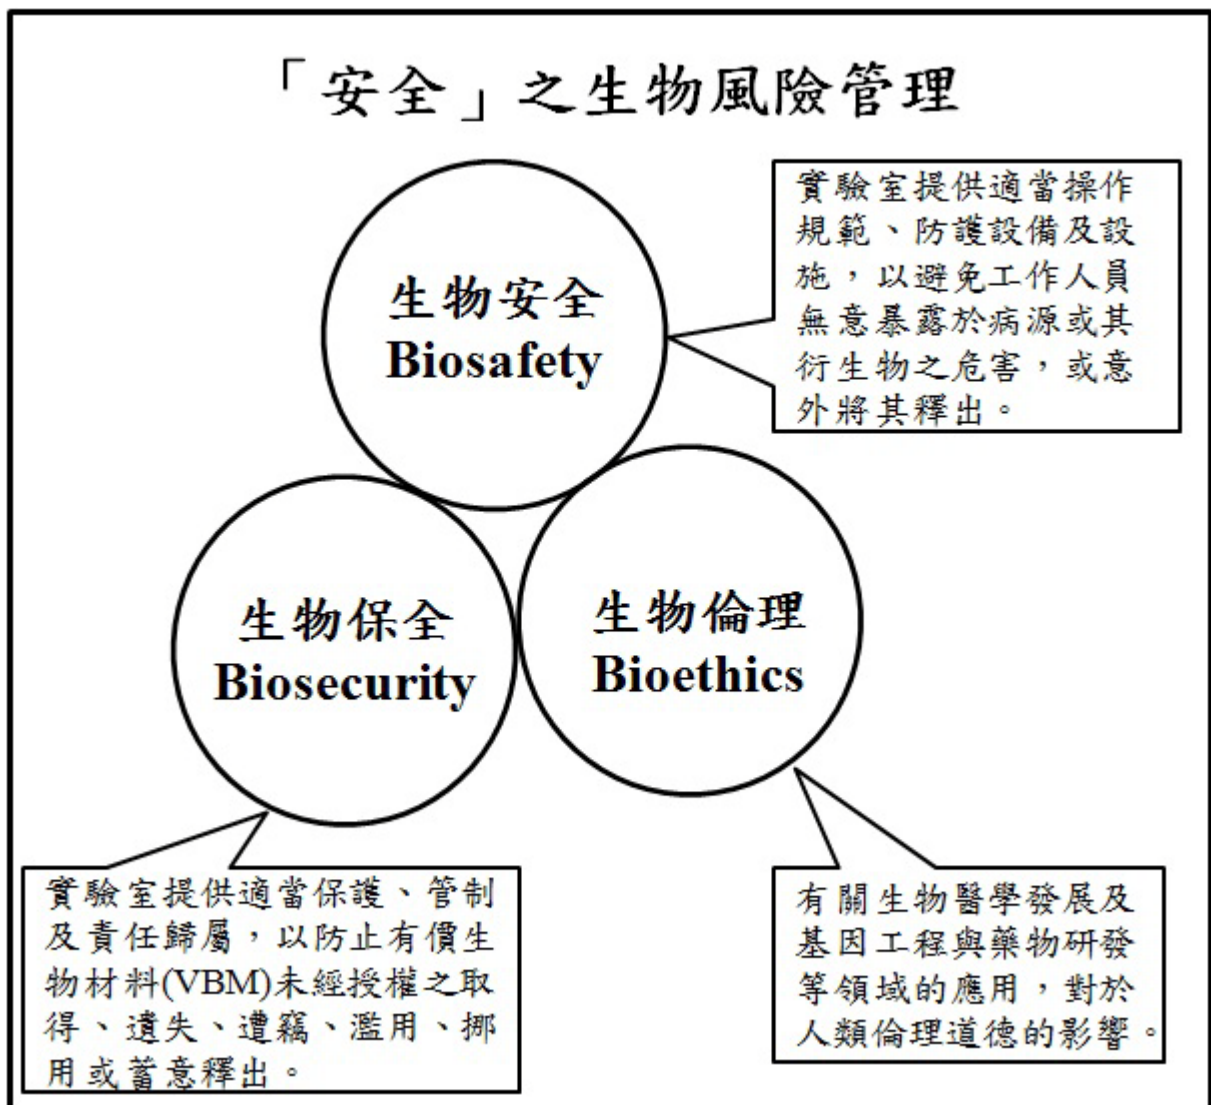 「安全」之生物風險管理
實驗室提供適當操作
規範、防護設備及設
施，以避免工作人員
無意暴露於病源或其
衍生物之危害，或意
外將其釋出。
生物安全
Biosafety
生物保全
Biosecurity
生物倫理
Bioethics
實驗室提供適當保護、管制
及責任歸屬，以防止有價生
物材料(VBM)未經授權之取
得、遺失、遭竊、濫用、挪
用或蓄意釋出。
有關生物醫學發展及
基因工程與藥物研發
等領域的應用，對於
人類倫理道德的影響。